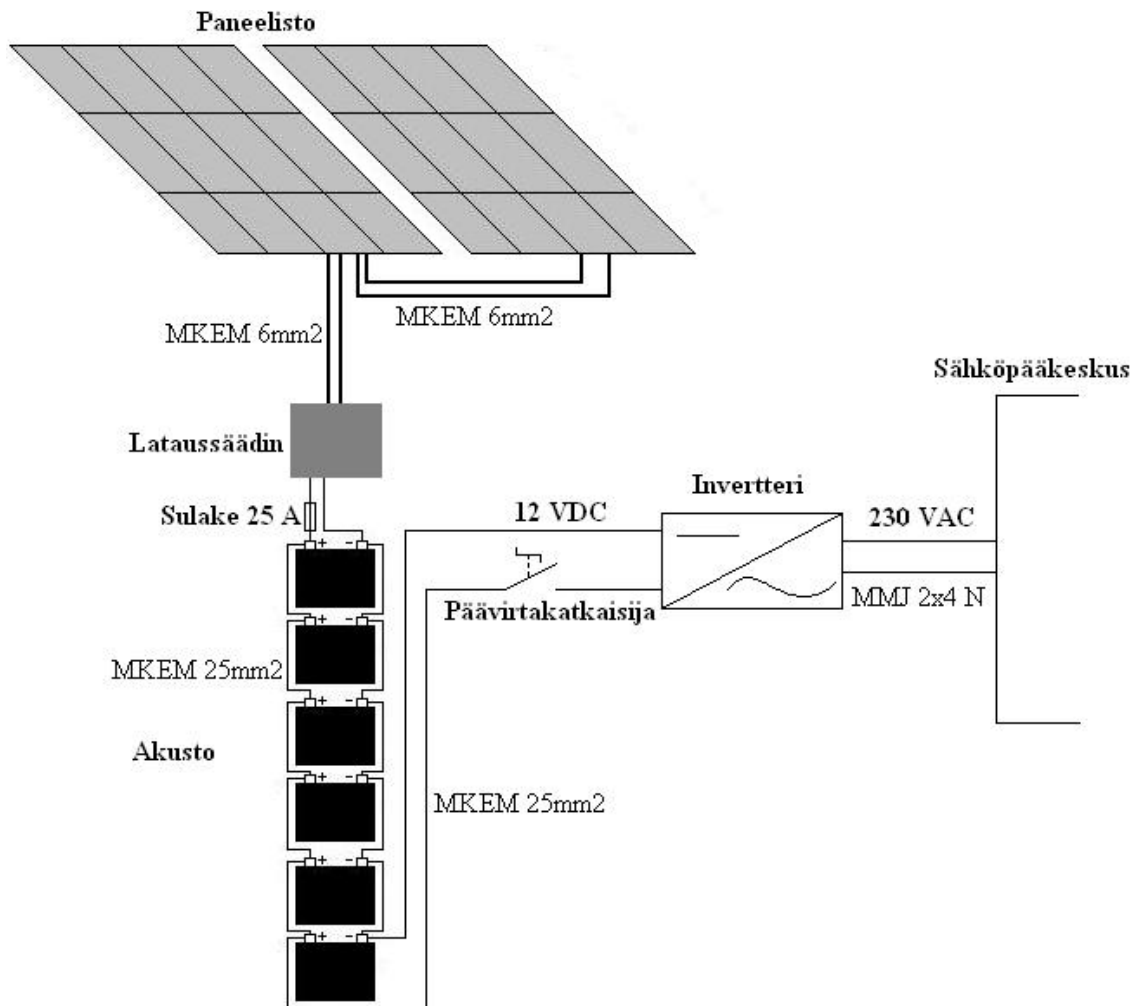 Paneelisto
MKEM 6mm2
MKEM 6mm2
Sähköpääkeskus
Lataussäädin
Invertteri
Sulake 25 A
12 VDC
230 VAC
+ -
Päävirtakatkaisija
MMJ 2x4 N
+ -
MKEM 25mm2
+ -
Akusto
+ -
MKEM 25mm2
+ -
+ -